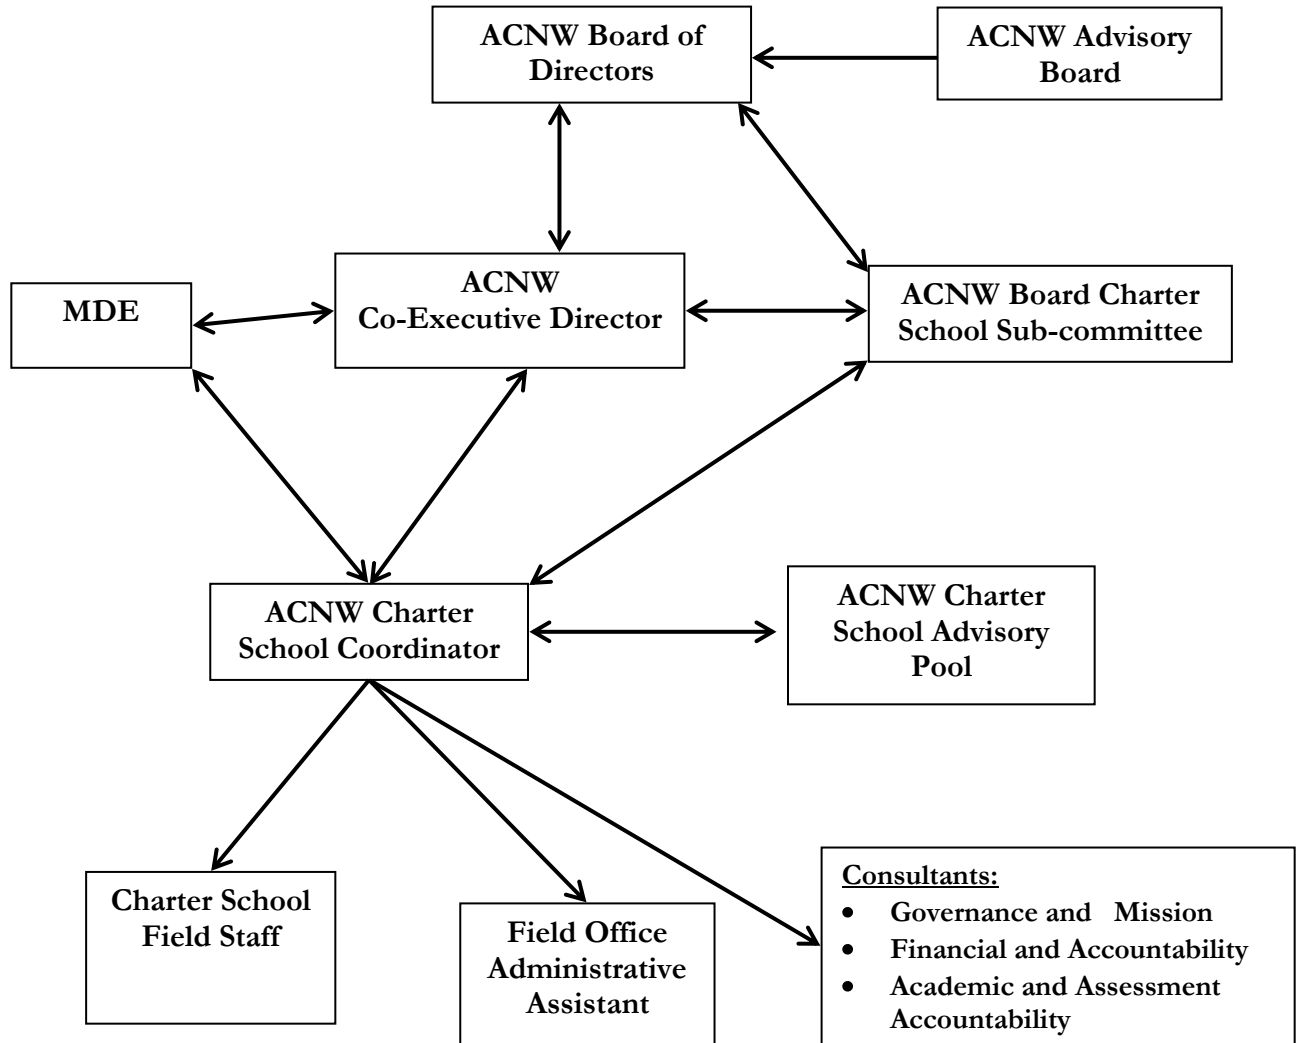 ACNW Board of
Directors
ACNW Advisory
Board
MDE
ACNW
Co-Executive Director
ACNW Board Charter
School Sub-committee
ACNW Charter
School Coordinator
ACNW Charter
School Advisory
Pool
Charter School
Field Staff
Field Office
Administrative
Assistant
Consultants:
• Governance and Mission
• Financial and Accountability
• Academic and Assessment
Accountability